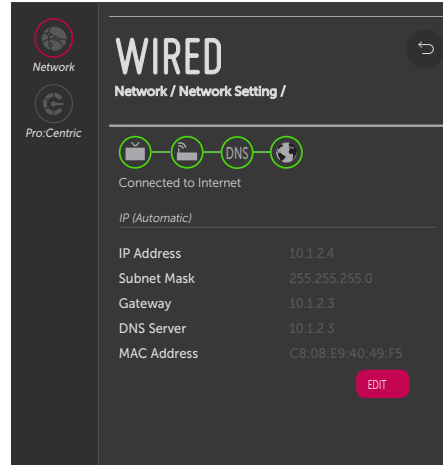 Network
Pro:Centric
WIRED
Network / Network Setting /
DNS
Connected to Internet
IP (Automatic)
IP Address 10.1.2.4
Subnet Mask 255.255.255.0
Gateway 10.1.2.3
DNS Server 10.1.2.3
MAC Address C8:08:E9:40:49:F5
EDIT